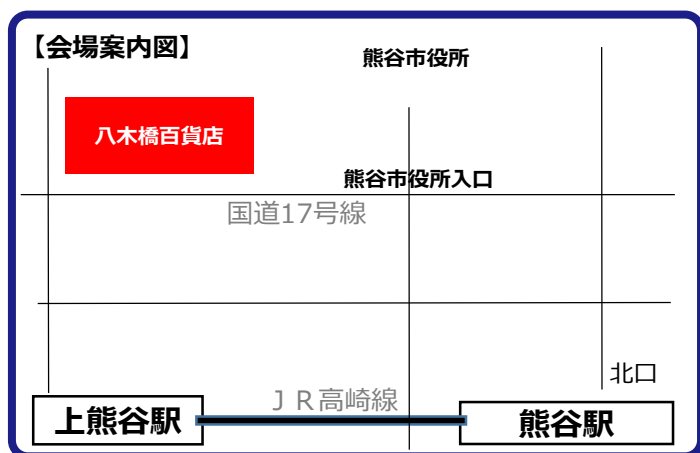 【会場案内図】
熊谷市役所
八木橋百貨店
熊谷市役所入口
国道17号線
北口
ＪＲ高崎線
上熊谷駅
熊谷駅